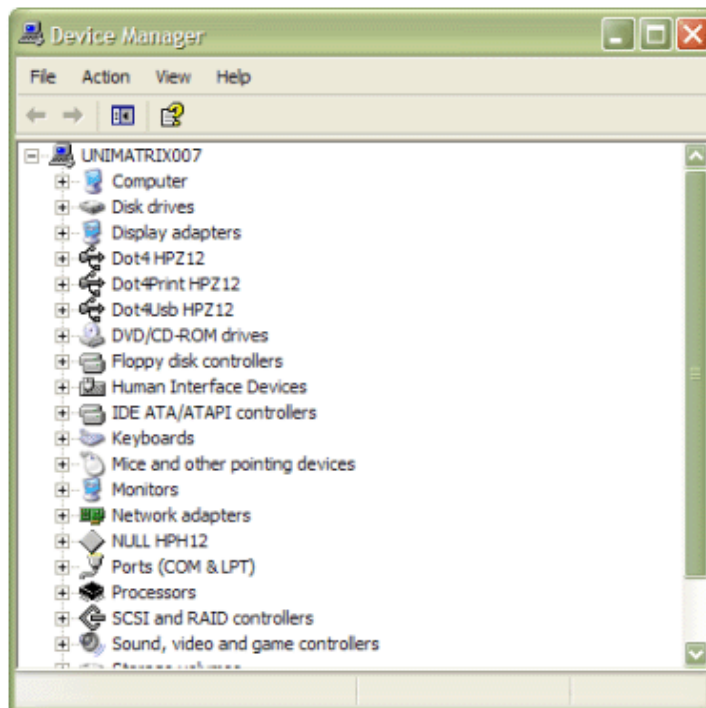 Device Manager
File Action View Help
UNIMATRIX007
Computer
Disk drives
Display adapters
Dot4 HPZ12
Dot4Print HPZ12
Dot4Usb HPZ12
DVD/CD-ROM drives
Floppy disk controllers
Human Interface Devices
IDE ATA/ATAPI controllers
Keyboards
Mice and other pointing devices
Monitors
Network adapters
NULL HPH12
Ports (COM & LPT)
Processors
SCSI and RAID controllers
Sound, video and game controllers
Storage volumes